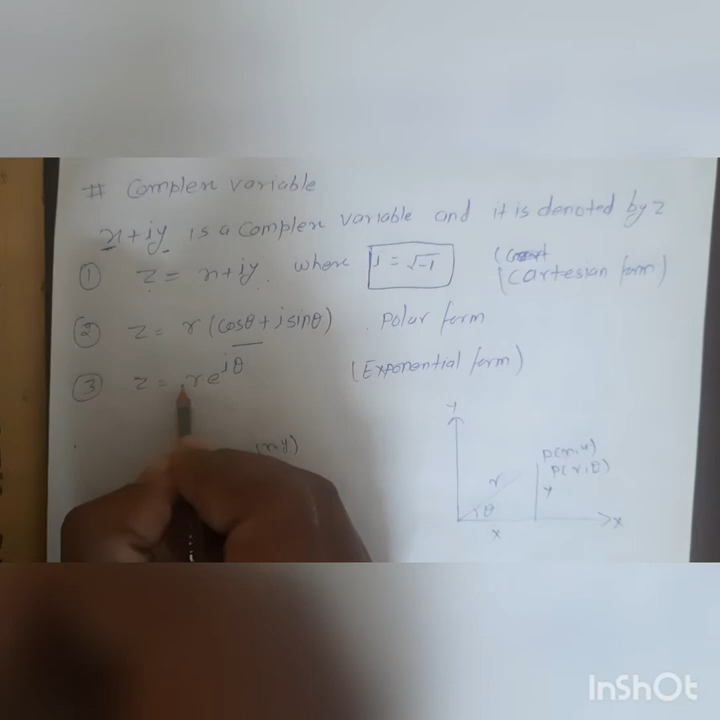 # Complex variable
x+iy is a complex variable and it is denoted by z
① z = x+iy. where i = √-1 (Cartesian form)
② z = r (cosθ + i sinθ). Polar form
③ z = re^iθ (Exponential form)
(x,y)
Y
P(x,y)
P(r,θ)
r
y
θ
x
X
InShOt